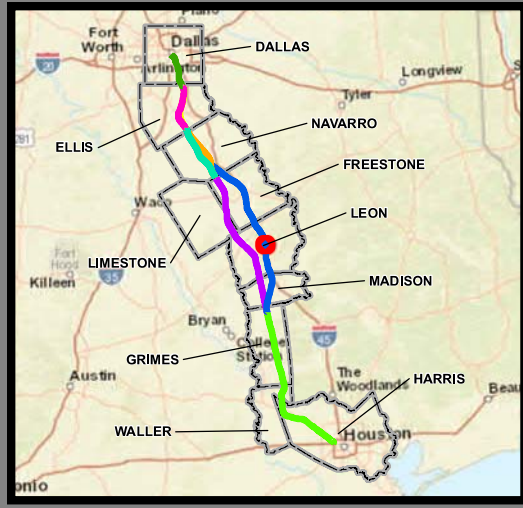 Plano
Fort
Worth
Dallas
DALLAS
Arlington
20
Longview
Tyler
NAVARRO
281
ELLIS
FREESTONE
Waco
LEON
Fort
Hood
LIMESTONE
35
Killeen
MADISON
Bryan
College
Station
45
GRIMES
Austin
The
Woodlands
HARRIS
Beau
WALLER
Houston
onio